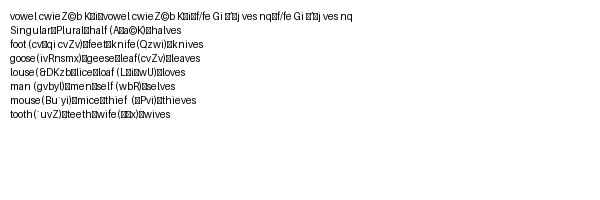 vowel cwieZ©b K i vowel cwieZ©b K i f/fe Gi j ves nq f/fe Gi j ves nq
Singular Plural half (A a©K) halves
foot (cv qi cvZv) feet knife(Qzwi) knives
goose(ivRnsmx) geese leaf(cvZv) leaves
louse(&DKzb lice loaf (L i wU) loves
man (gvbyl) men self (wbR) selves
mouse(Bu`yi) mice thief ( Pvi) thieves
tooth(`uvZ) teeth wife( x) wives